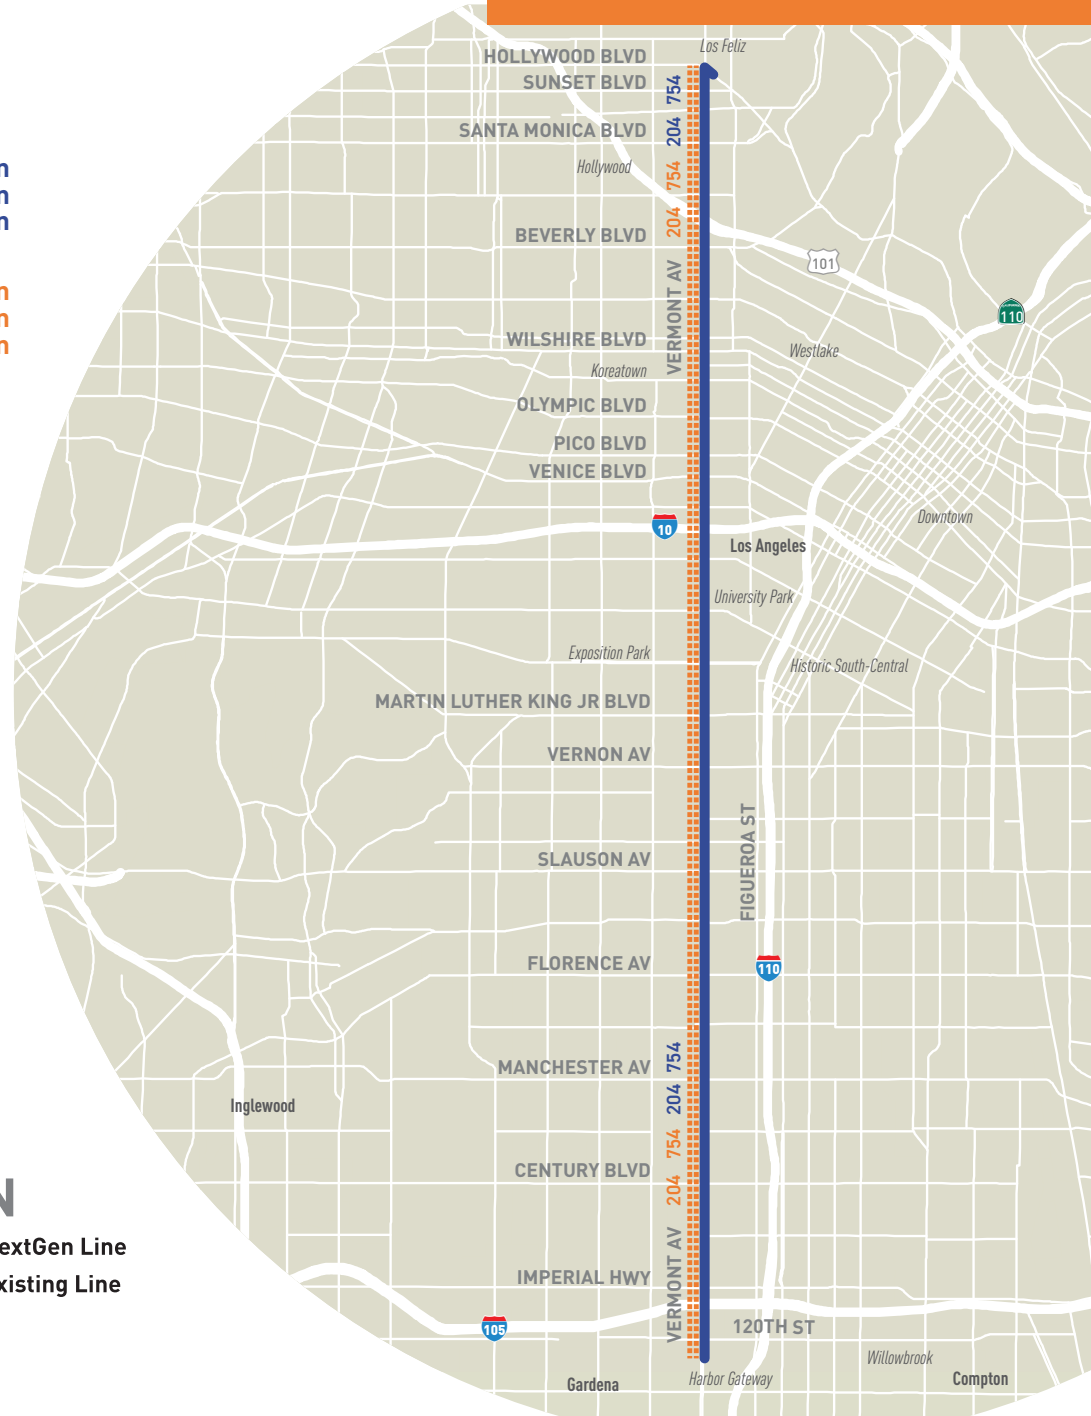 Los Feliz
HOLLYWOOD BLVD
SUNSET BLVD
754
SANTA MONICA BLVD
204
Hollywood
754
204
BEVERLY BLVD
101
VERMONT AV
110
WILSHIRE BLVD
Westlake
Koreatown
OLYMPIC BLVD
PICO BLVD
VENICE BLVD
Downtown
10
Los Angeles
University Park
Exposition Park
Historic South-Central
MARTIN LUTHER KING JR BLVD
VERNON AV
SLAUSON AV
FIGUEROA ST
FLORENCE AV
110
754
MANCHESTER AV
204
Inglewood
754
CENTURY BLVD
204
N
extGen Line
xisting Line
VERMONT AV
IMPERIAL HWY
105
120TH ST
Willowbrook
Harbor Gateway
Compton
Gardena
n
n
n
n
n
n